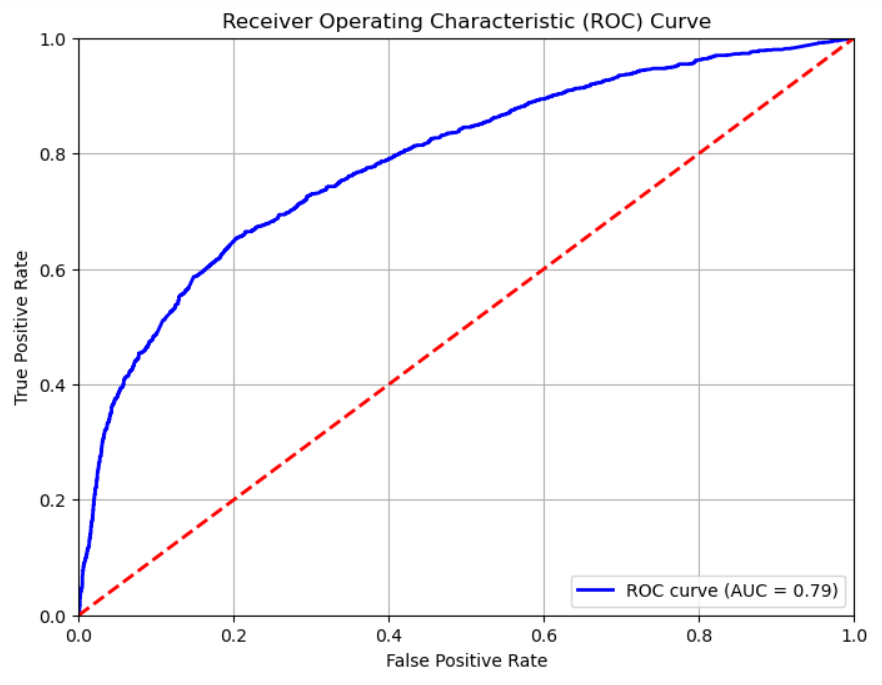 Receiver Operating Characteristic (ROC) Curve
1.0
0.8
0.6
0.4
0.2
0.0
True Positive Rate
ROC curve (AUC = 0.79)
0.0 0.2 0.4 0.6 0.8 1.0
False Positive Rate